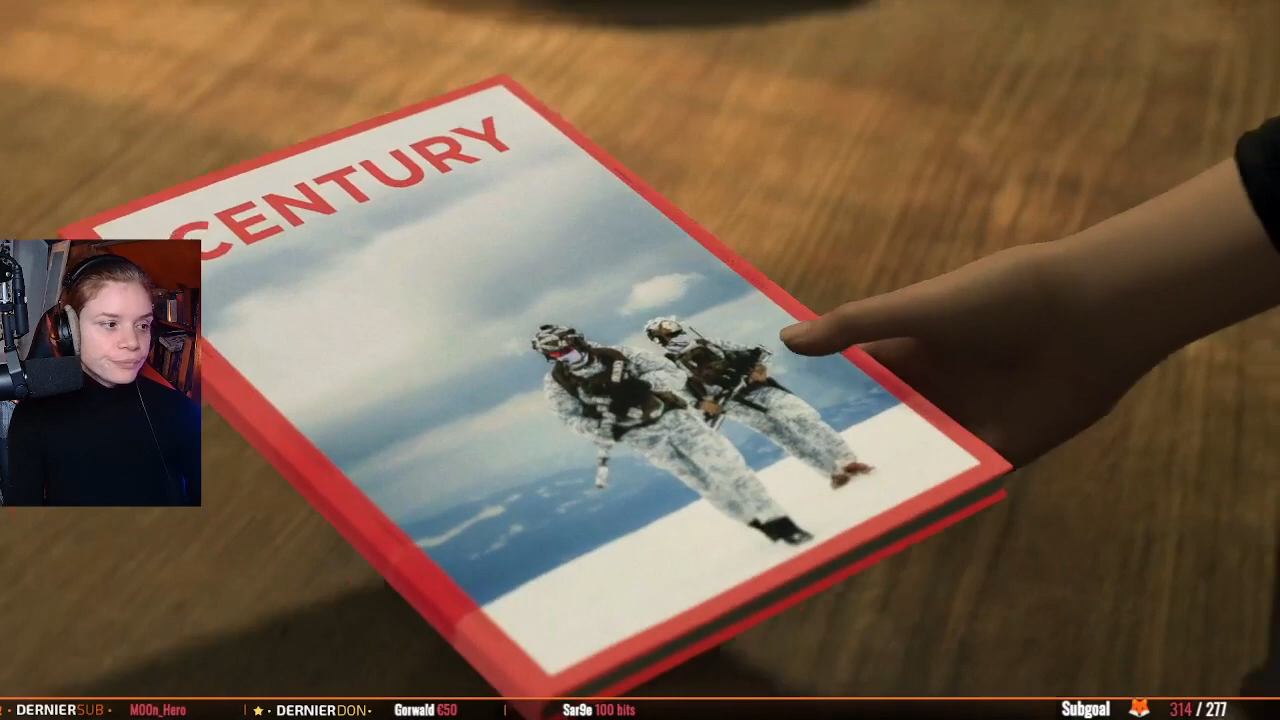 CENTURY
· DERNIERSUB · M00n_Hero | ★ · DERNIERDON · Gorwald €50 | Sar9e 100 bits Subgoal 314 / 277